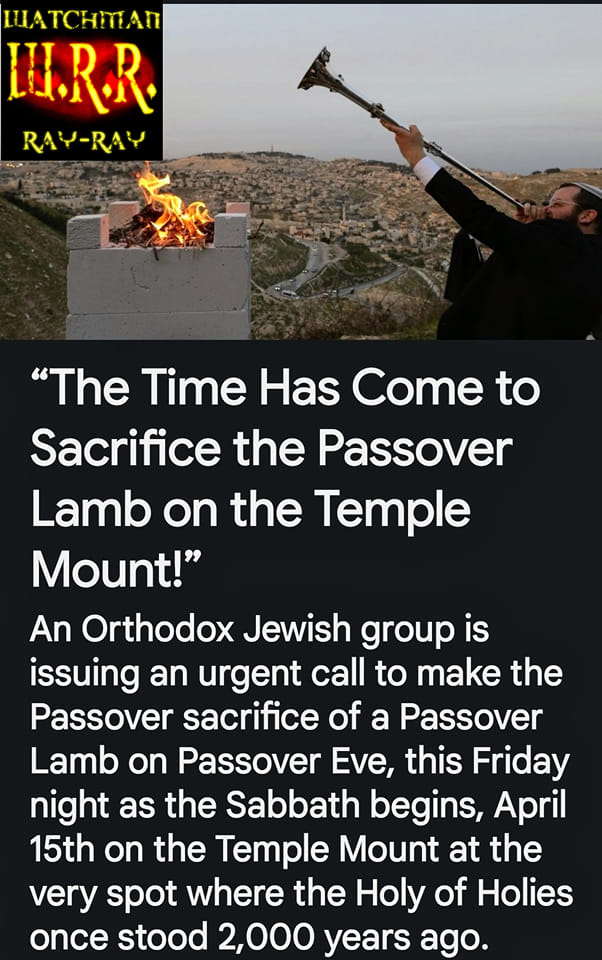 WATCHMAN
W.R.R.
RAY-RAY
“The Time Has Come to
Sacrifice the Passover
Lamb on the Temple
Mount!”
An Orthodox Jewish group is
issuing an urgent call to make the
Passover sacrifice of a Passover
Lamb on Passover Eve, this Friday
night as the Sabbath begins, April
15th on the Temple Mount at the
very spot where the Holy of Holies
once stood 2,000 years ago.